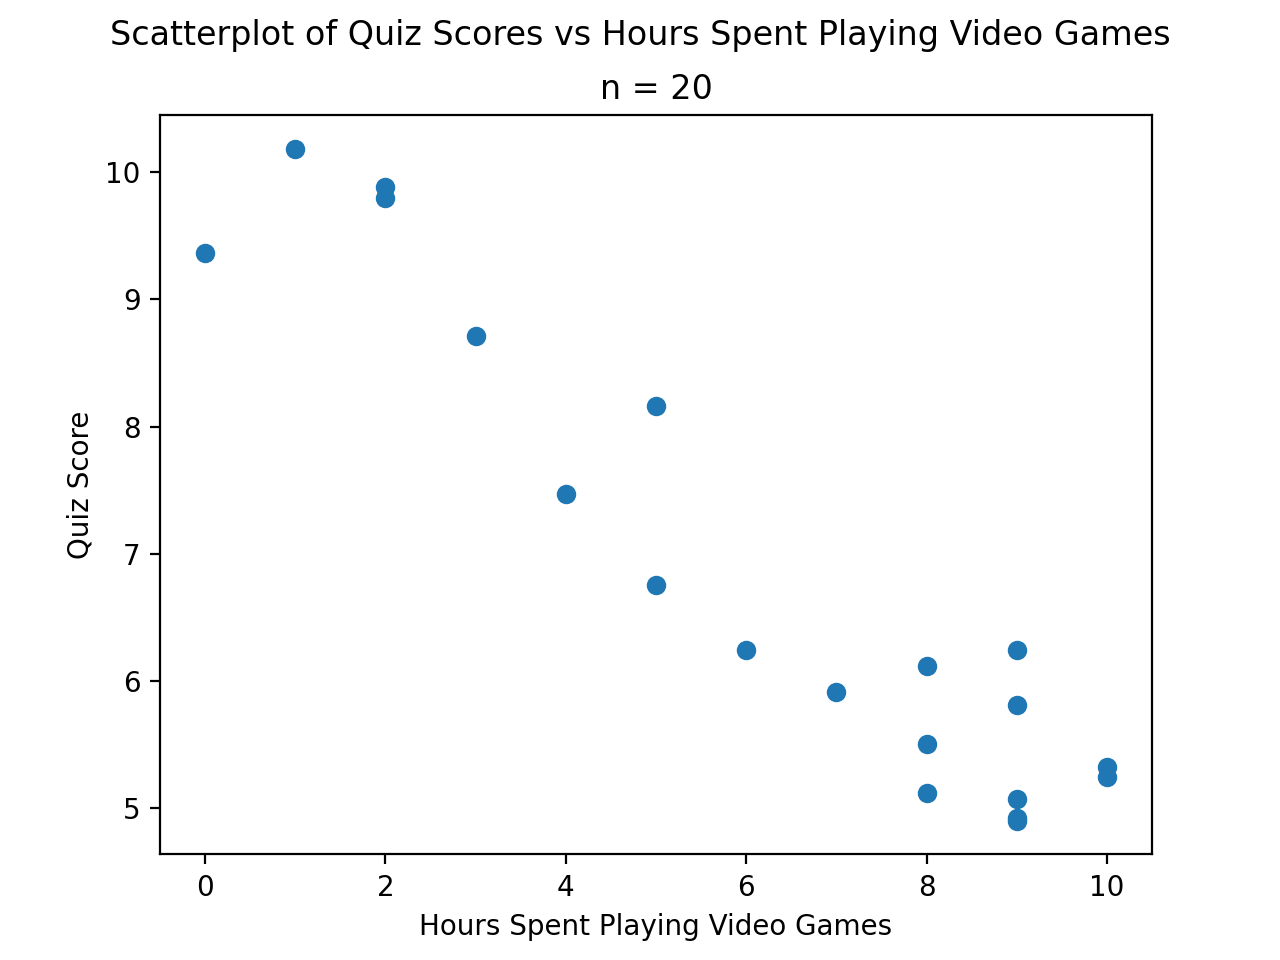 Scatterplot of Quiz Scores vs Hours Spent Playing Video Games
n = 20
10
9
8
7
6
5
Quiz Score
0 2 4 6 8 10
Hours Spent Playing Video Games